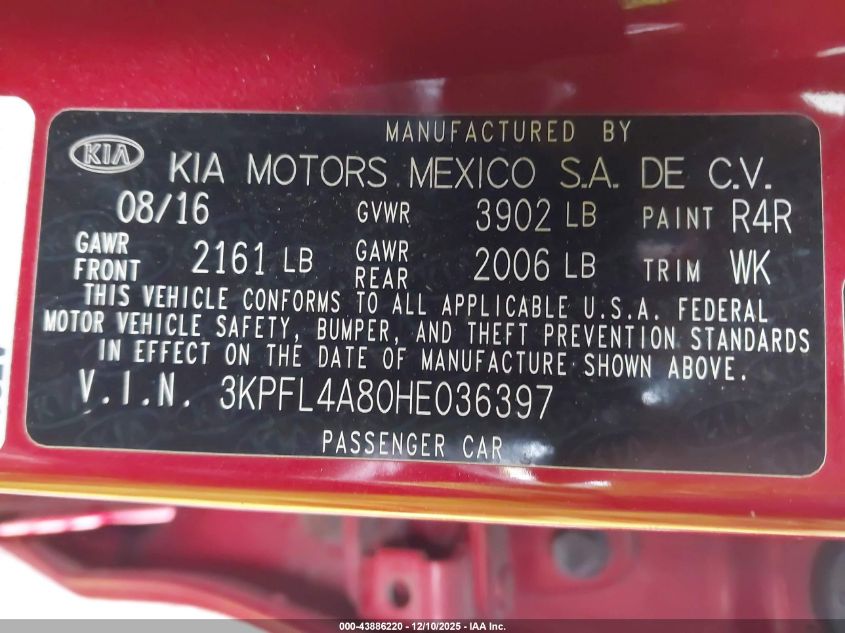 MANUFACTURED BY
KIA KIA MOTORS MEXICO S.A. DE C.V.
08/16 GVWR 3902 LB PAINT R4R
GAWR FRONT 2161 LB GAWR REAR 2006 LB TRIM WK
THIS VEHICLE CONFORMS TO ALL APPLICABLE U.S.A. FEDERAL
MOTOR VEHICLE SAFETY, BUMPER, AND THEFT PREVENTION STANDARDS
IN EFFECT ON THE DATE OF MANUFACTURE SHOWN ABOVE.
V.I.N. 3KPFL4A80HE036397
PASSENGER CAR
000-43886220 - 12/10/2025 - IAA Inc.